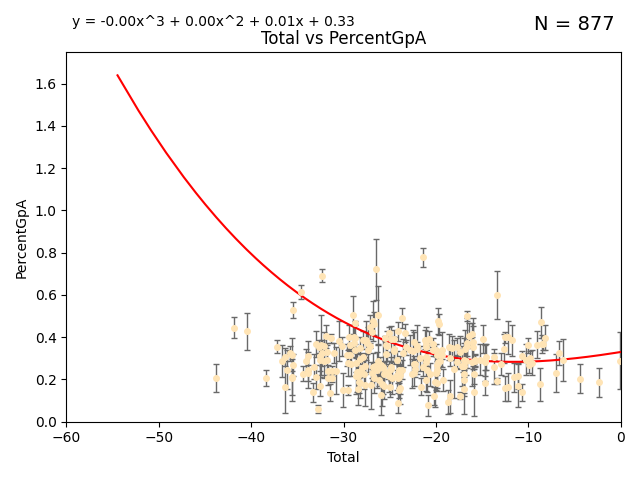 y = -0.00x^3 + 0.00x^2 + 0.01x + 0.33
N = 877
Total vs PercentGpA
PercentGpA
1.6
1.4
1.2
1.0
0.8
0.6
0.4
0.2
0.0
−60 −50 −40 −30 −20 −10 0
Total